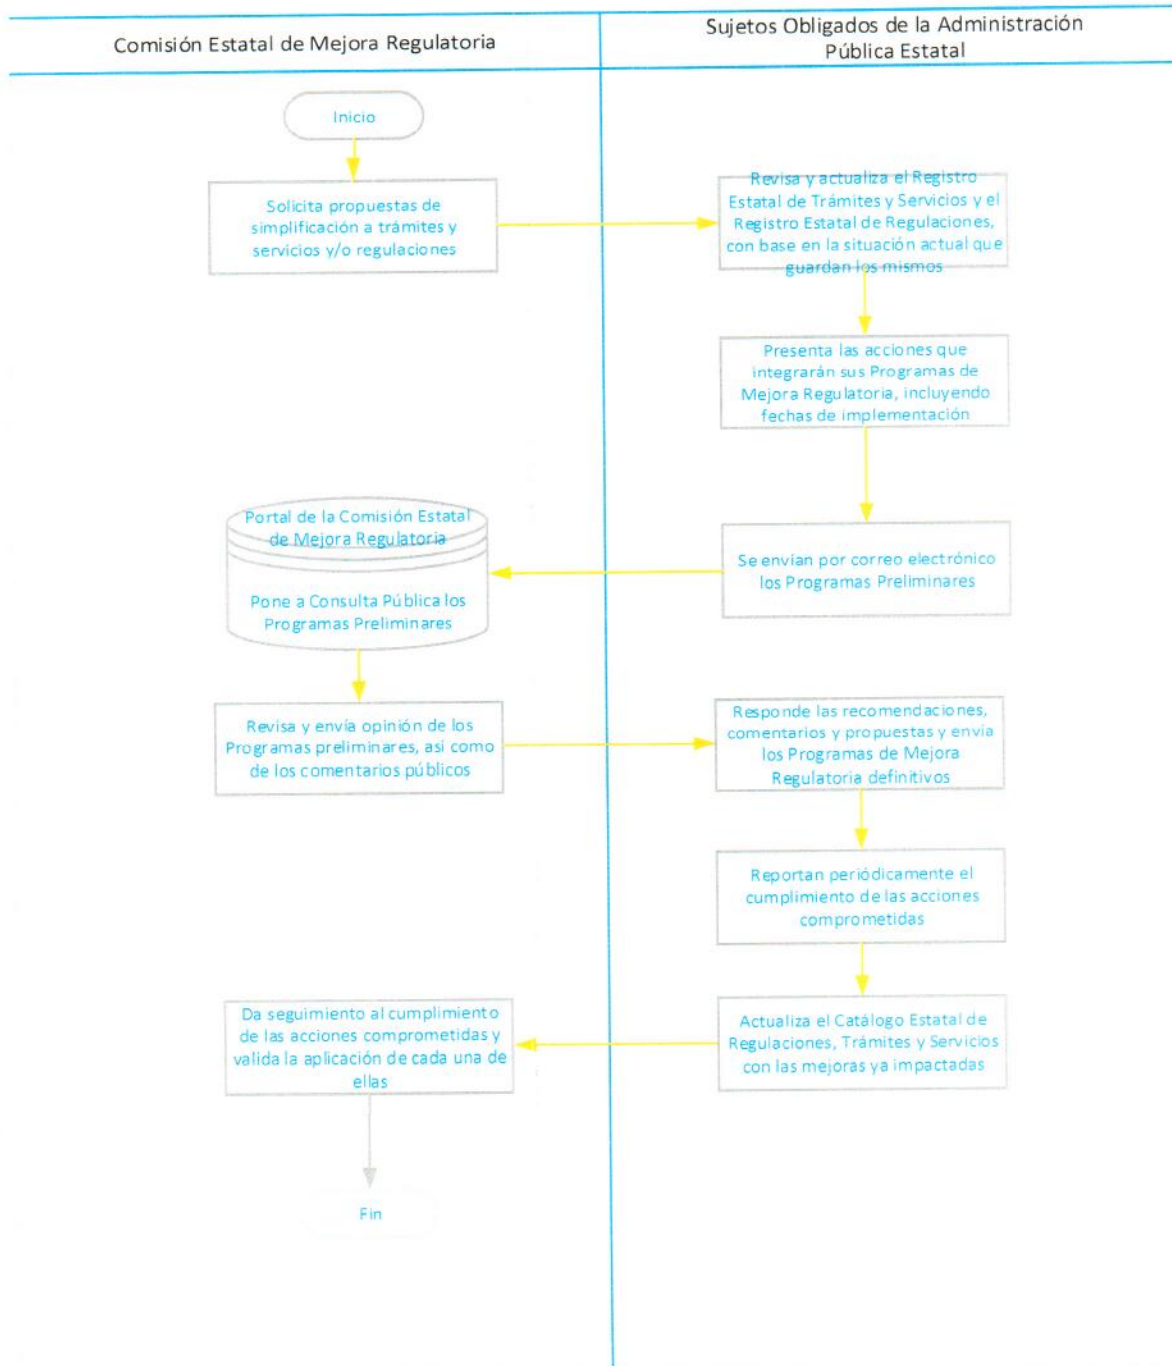 Comisión Estatal de Mejora Regulatoria
Sujetos Obligados de la Administración
Pública Estatal
Inicio
Solicita propuestas de
simplificación a trámites y
servicios y/o regulaciones
Revisa y actualiza el Registro
Estatal de Trámites y Servicios y el
Registro Estatal de Regulaciones,
con base en la situación actual que
guardan los mismos
Presenta las acciones que
integrarán sus Programas de
Mejora Regulatoria, incluyendo
fechas de implementación
Se envían por correo electrónico
los Programas Preliminares
Portal de la Comisión Estatal
de Mejora Regulatoria
Pone a Consulta Pública los
Programas Preliminares
Revisa y envía opinión de los
Programas preliminares, así como
de los comentarios públicos
Responde las recomendaciones,
comentarios y propuestas y envía
los Programas de Mejora
Regulatoria definitivos
Reportan periódicamente el
cumplimiento de las acciones
comprometidas
Actualiza el Catálogo Estatal de
Regulaciones, Trámites y Servicios
con las mejoras ya impactadas
Da seguimiento al cumplimiento
de las acciones comprometidas y
valida la aplicación de cada una de
ellas
Fin